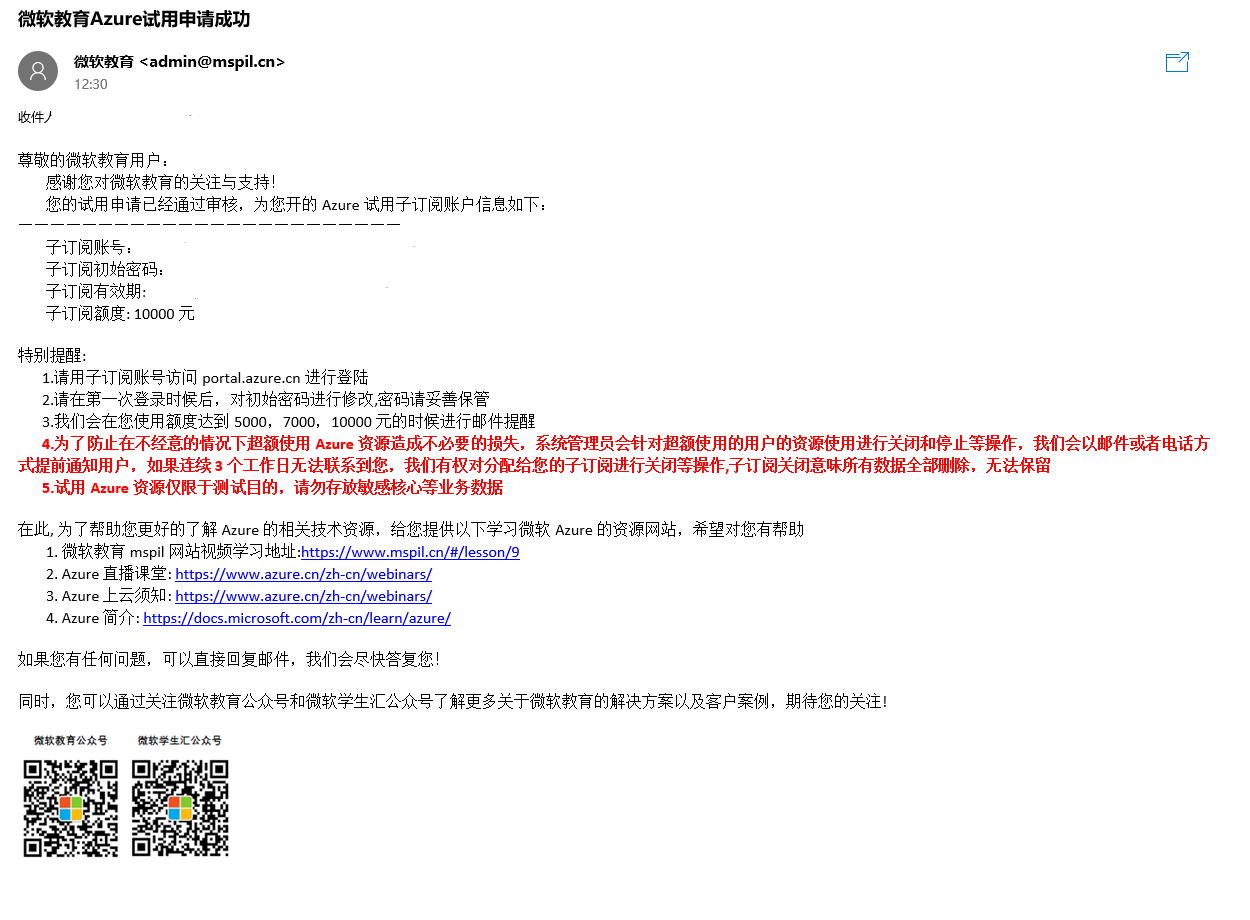 微软教育Azure试用申请成功
微软教育 <admin@mspil.cn>
12:30
收件人
尊敬的微软教育用户：
感谢您对微软教育的关注与支持！
您的试用申请已经通过审核，为您开的 Azure 试用子订阅账户信息如下：
————————————————————————
子订阅账号：
子订阅初始密码：
子订阅有效期:
子订阅额度: 10000 元
特别提醒:
1.请用子订阅账号访问 portal.azure.cn 进行登陆
2.请在第一次登录时候后，对初始密码进行修改,密码请妥善保管
3.我们会在您使用额度达到 5000，7000，10000 元的时候进行邮件提醒
4.为了防止在不经意的情况下超额使用 Azure 资源造成不必要的损失，系统管理员会针对超额使用的用户的资源使用进行关闭和停止等操作，我们会以邮件或者电话方
式提前通知用户，如果连续 3 个工作日无法联系到您，我们有权对分配给您的子订阅进行关闭等操作,子订阅关闭意味所有数据全部删除，无法保留
5.试用 Azure 资源仅限于测试目的，请勿存放敏感核心等业务数据
在此, 为了帮助您更好的了解 Azure 的相关技术资源，给您提供以下学习微软 Azure 的资源网站，希望对您有帮助
1. 微软教育 mspil 网站视频学习地址:https://www.mspil.cn/#/lesson/9
2. Azure 直播课堂: https://www.azure.cn/zh-cn/webinars/
3. Azure 上云须知: https://www.azure.cn/zh-cn/webinars/
4. Azure 简介: https://docs.microsoft.com/zh-cn/learn/azure/
如果您有任何问题，可以直接回复邮件，我们会尽快答复您！
同时，您可以通过关注微软教育公众号和微软学生汇公众号了解更多关于微软教育的解决方案以及客户案例，期待您的关注！
微软教育公众号 微软学生汇公众号